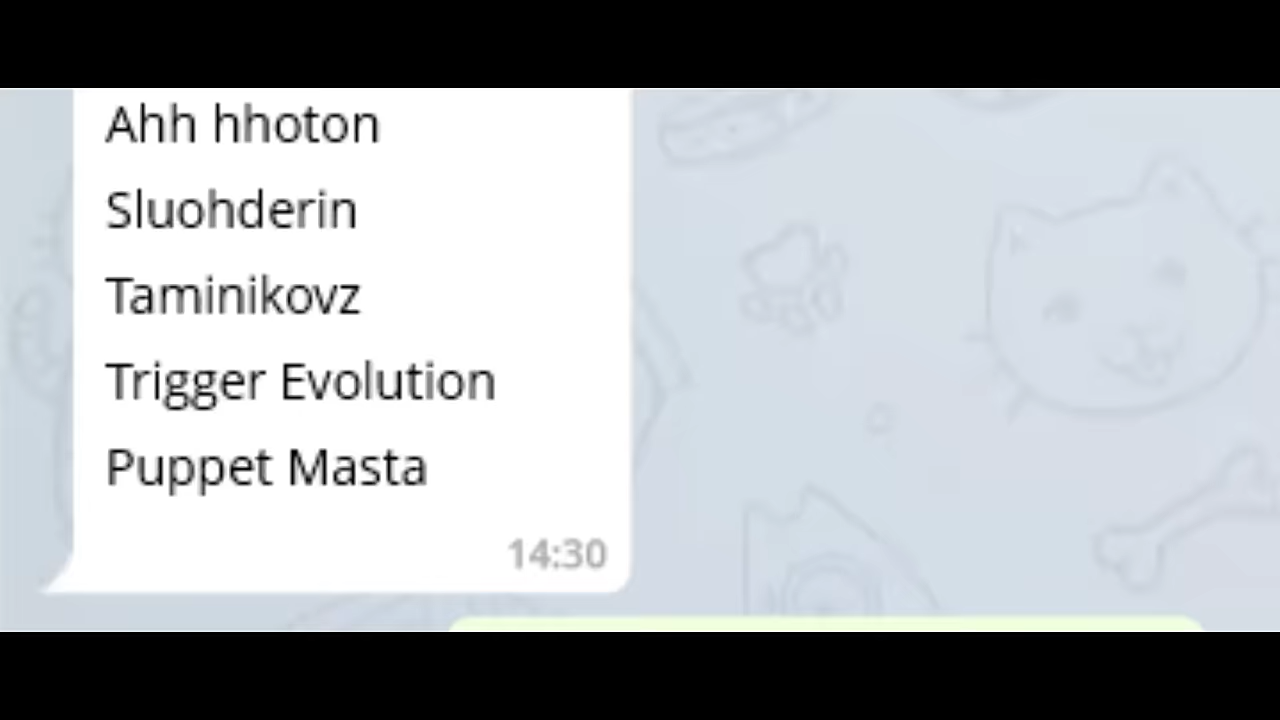 Ahh hhoton
Sluohderin
Taminikovz
Trigger Evolution
Puppet Masta
14:30